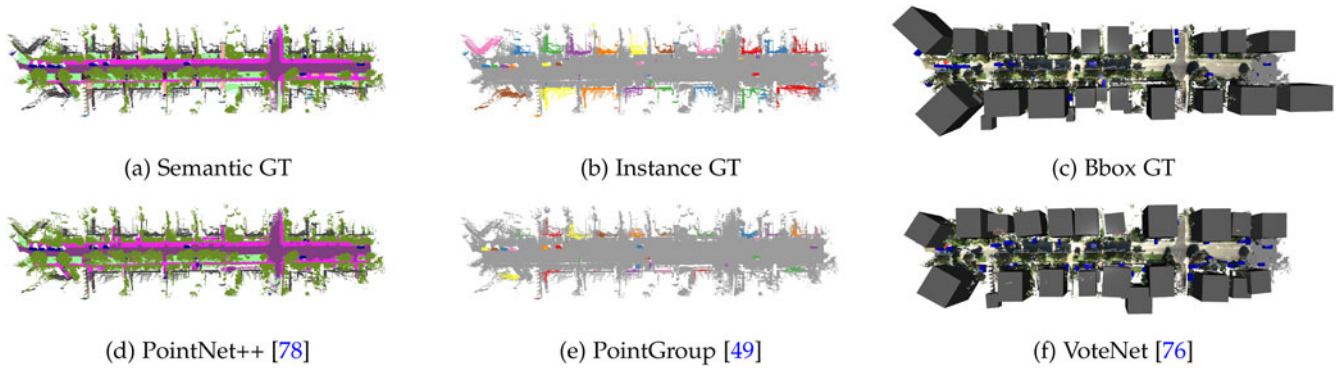 (a) Semantic GT
(b) Instance GT
(c) Bbox GT
(d) PointNet++ [78]
(e) PointGroup [49]
(f) VoteNet [76]